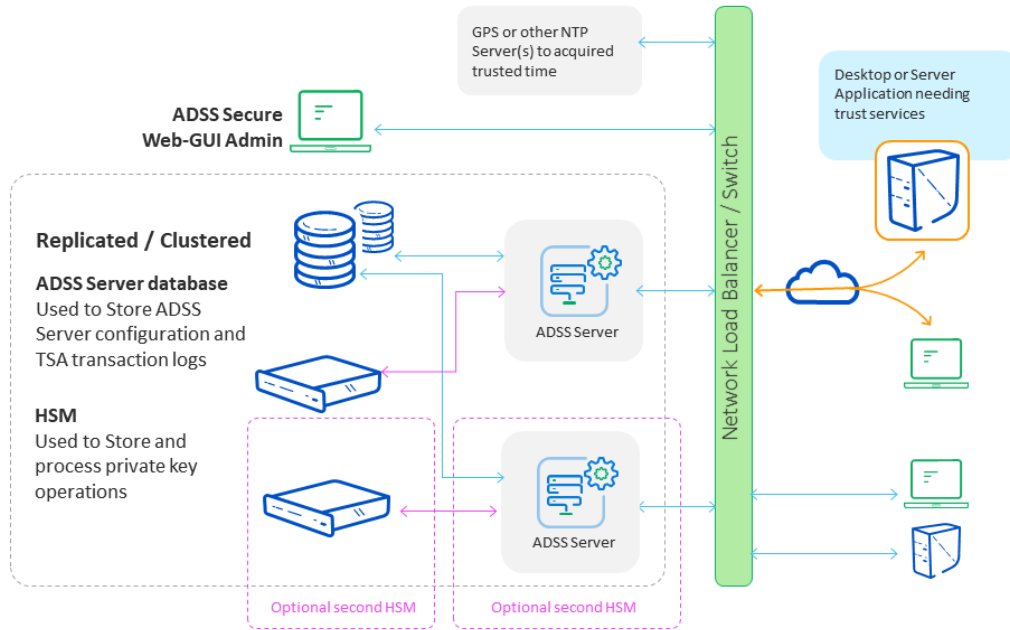 GPS or other NTP
Server(s) to acquired
trusted time
Desktop or Server
Application needing
trust services
ADSS Secure
Web-GUI Admin
Network Load Balancer / Switch
Replicated / Clustered
ADSS Server database
Used to Store ADSS
Server configuration and
TSA transaction logs
HSM
Used to Store and
process private key
operations
ADSS Server
ADSS Server
Optional second HSM
Optional second HSM